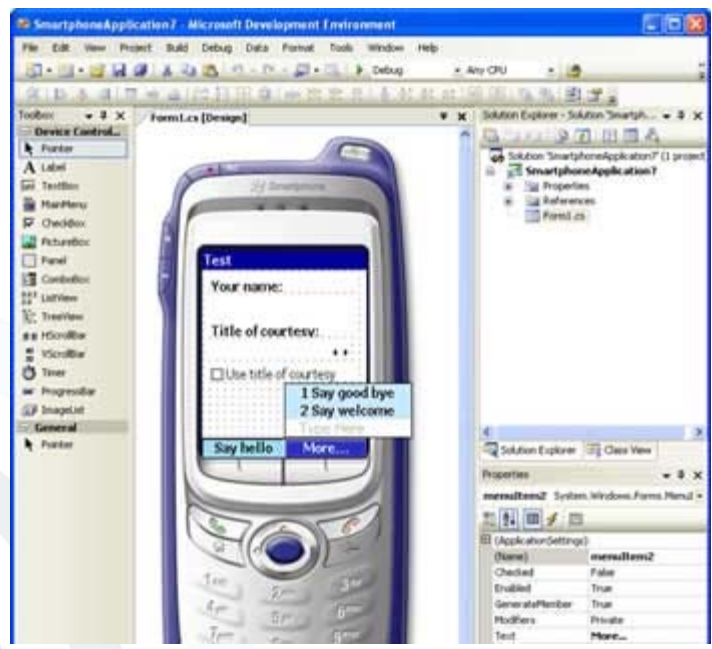 SmartphoneApplication7 - Microsoft Development Environment
File Edit View Project Build Debug Data Format Tools Window Help
Debug Any CPU
Toolbox
Form1.cs [Design]
Solution Explorer - Solution 'Smartph...
Device Control...
Pointer
Label
TextBox
MainMenu
CheckBox
PictureBox
Panel
ComboBox
ListView
TreeView
HScrollBar
VScrollBar
Timer
ProgressBar
ImageList
General
Pointer
Smartphone
Test
Your name:
Title of courtesy:
Use title of courtesy
1 Say good bye
2 Say welcome
Type Here
Say hello More...
Solution 'SmartphoneApplication7' (1 project
SmartphoneApplication7
Properties
References
Form1.cs
Solution Explorer Class View
Properties
menuItem2 System.Windows.Forms.MenuI
(ApplicationSettings)
(Name) menuItem2
Checked False
Enabled True
GenerateMember True
Modifiers Private
Text More...